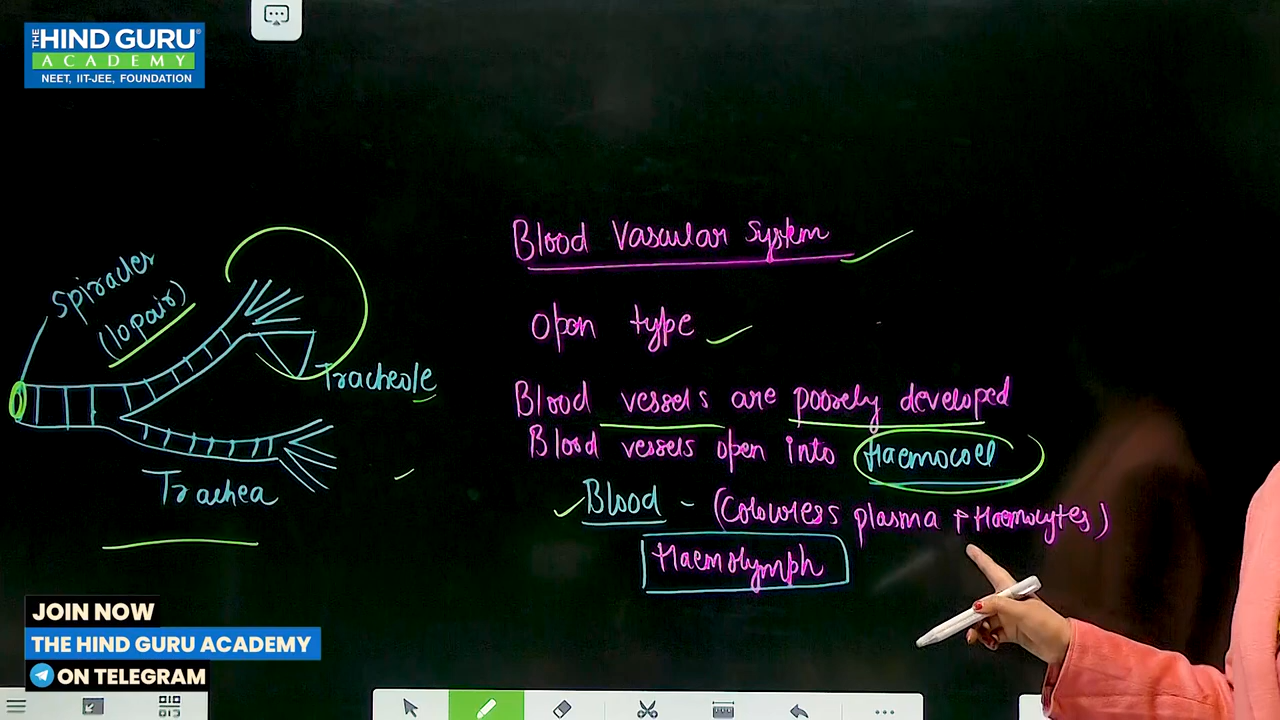 THE HIND GURU
ACADEMY
NEET, IIT-JEE, FOUNDATION
Spiracles
(10 pair)
Tracheole
Trachea
Blood Vascular System
Open type
Blood vessels are poorely developed
Blood vessels open into Haemocoel
Blood - (Colourless plasma + Haemocytes)
Haemolymph
JOIN NOW
THE HIND GURU ACADEMY
ON TELEGRAM